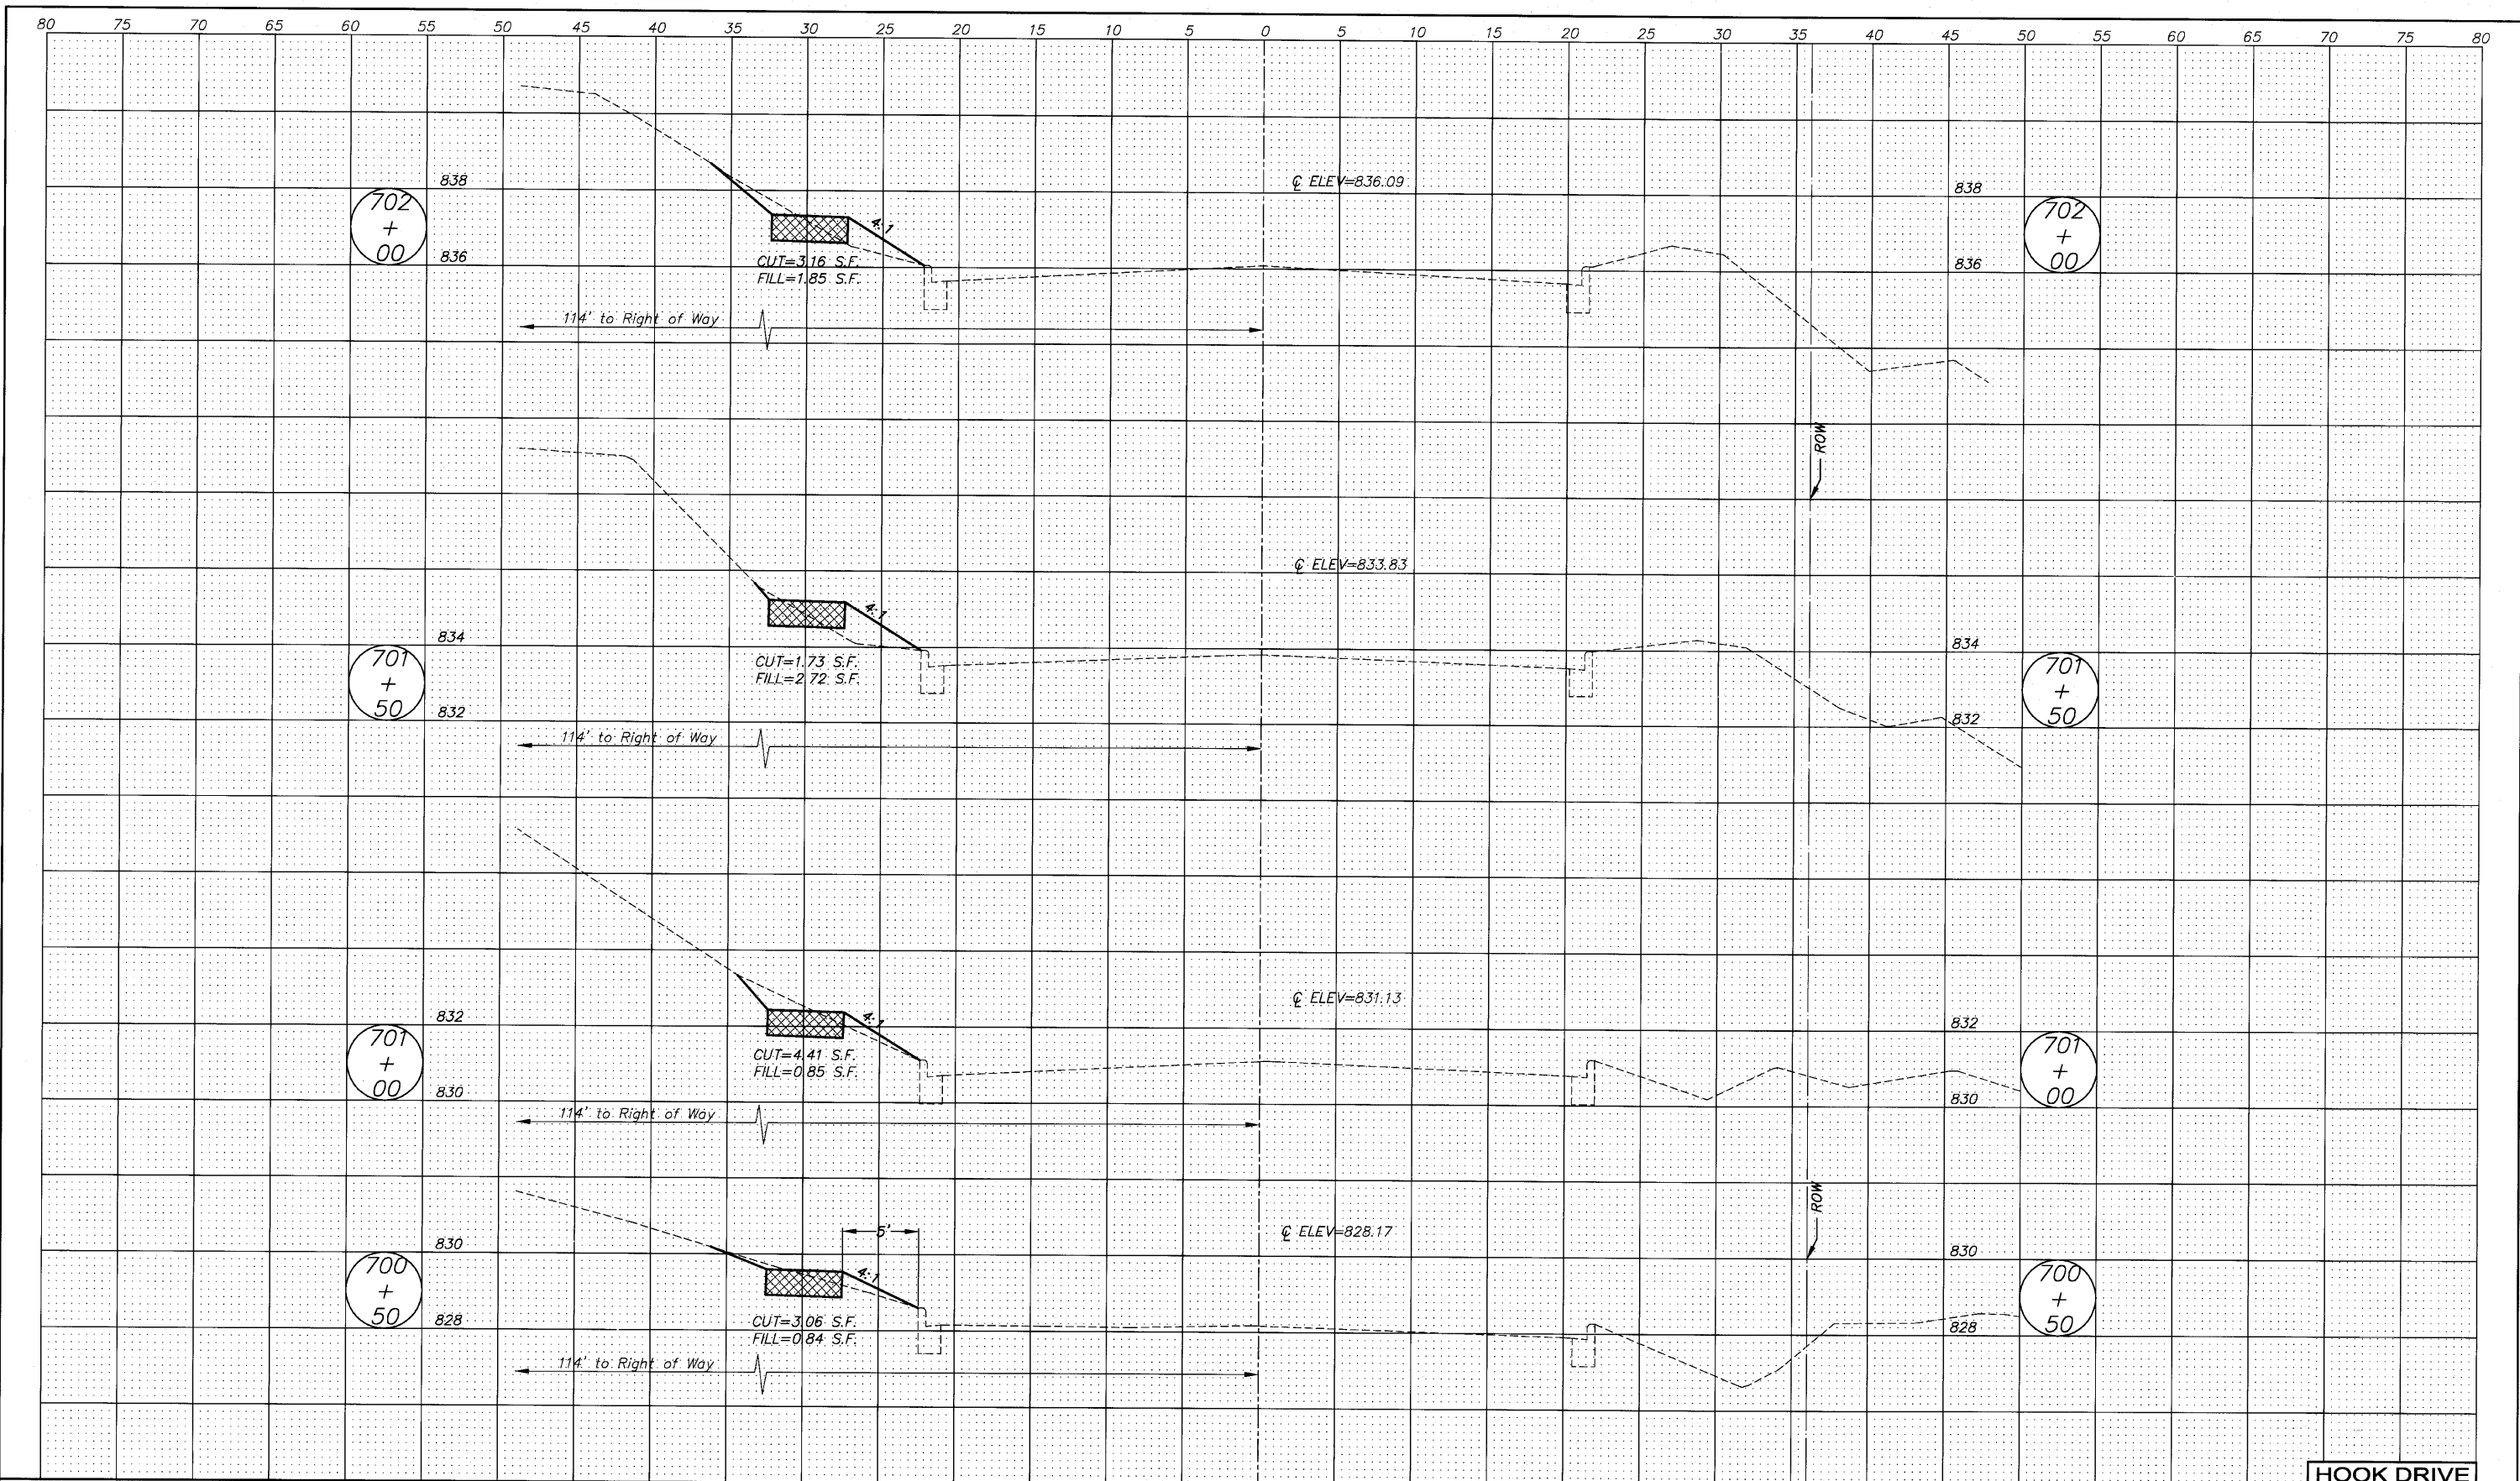 80 75 70 65 60 55 50 45 40 35 30 25 20 15 10 5 0 5 10 15 20 25 30 35 40 45 50 55 60 65 70 75 80
838
℄ ELEV=836.09
838
702
+
00
4:1
702
+
00
836
CUT=3.16 S.F.
836
FILL=1.85 S.F.
114' to Right of Way
ROW
℄ ELEV=833.83
4:1
834
834
701
+
50
CUT=1.73 S.F.
FILL=2.72 S.F.
701
+
50
832
832
114' to Right of Way
℄ ELEV=831.13
832
4:1
832
701
+
00
CUT=4.41 S.F.
FILL=0.85 S.F.
701
+
00
830
830
114' to Right of Way
ROW
5'
℄ ELEV=828.17
830
830
700
+
50
4:1
700
+
50
828
CUT=3.06 S.F.
828
FILL=0.84 S.F.
114' to Right of Way
HOOK DRIVE